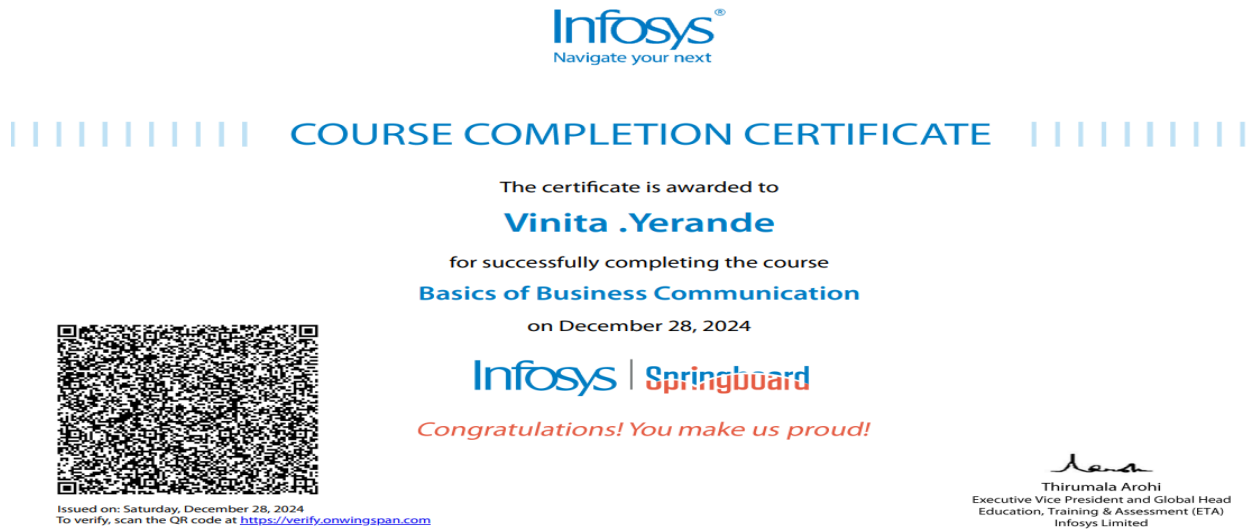 Infosys®
Navigate your next
COURSE COMPLETION CERTIFICATE
The certificate is awarded to
Vinita .Yerande
for successfully completing the course
Basics of Business Communication
on December 28, 2024
Infosys | Springboard
Congratulations! You make us proud!
Issued on: Saturday, December 28, 2024
To verify, scan the QR code at https://verify.onwingspan.com
Thirumala Arohi
Executive Vice President and Global Head
Education, Training & Assessment (ETA)
Infosys Limited